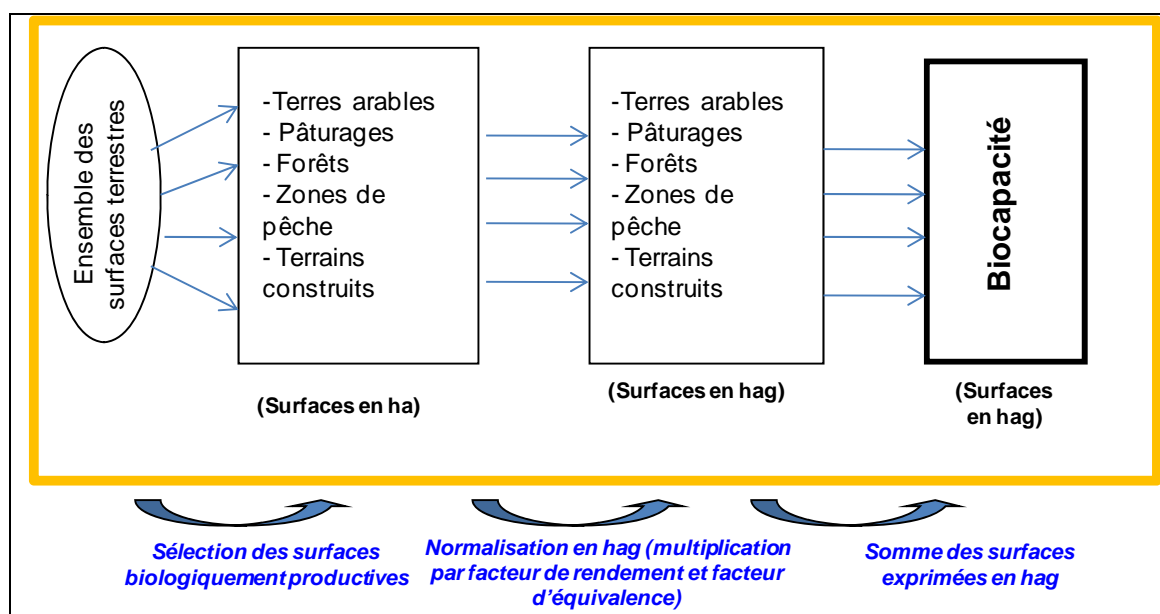 Ensemble des
surfaces terrestres
-Terres arables
- Pâturages
- Forêts
- Zones de
pêche
- Terrains
construits
(Surfaces en ha)
-Terres arables
- Pâturages
- Forêts
- Zones de
pêche
- Terrains
construits
(Surfaces en hag)
Biocapacité
(Surfaces
en hag)
Sélection des surfaces
biologiquement productives
Normalisation en hag (multiplication
par facteur de rendement et facteur
d'équivalence)
Somme des surfaces
exprimées en hag